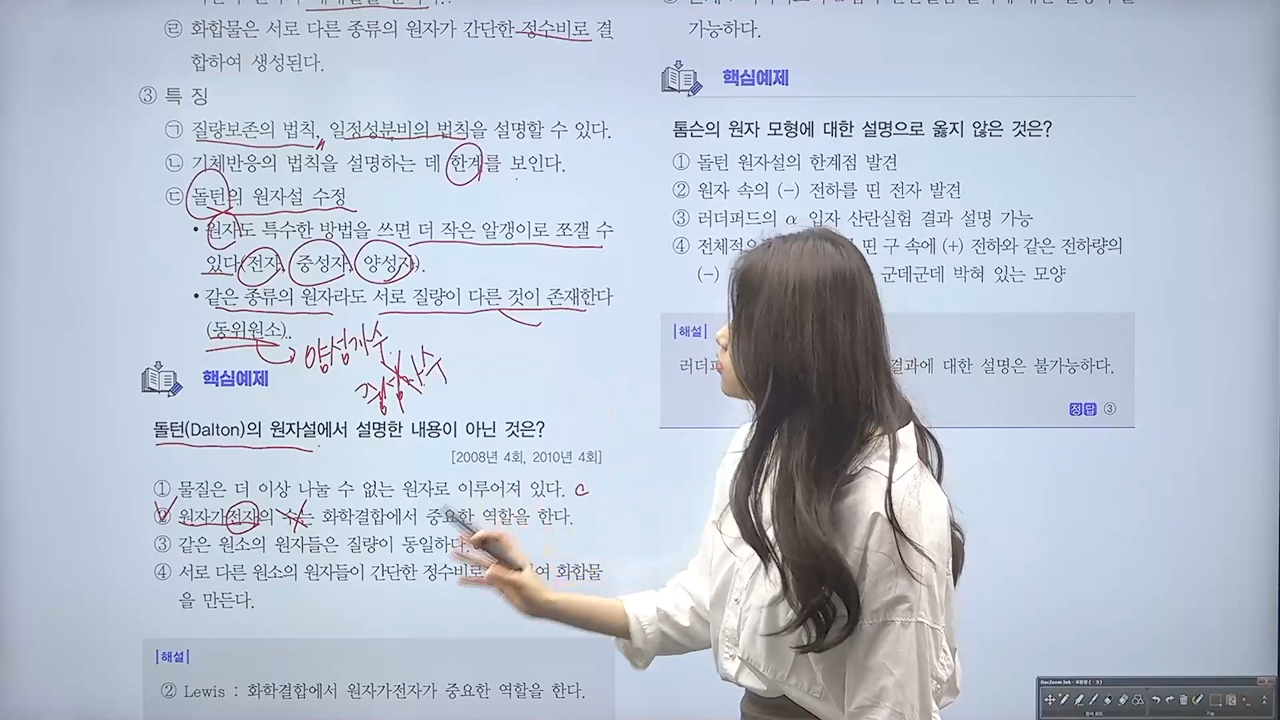 ㉣ 화합물은 서로 다른 종류의 원자가 간단한 정수비로 결
합하여 생성된다.
③ 특 징
㉠ 질량보존의 법칙, 일정성분비의 법칙을 설명할 수 있다.
㉡ 기체반응의 법칙을 설명하는 데 한계를 보인다.
㉢ 돌턴의 원자설 수정
• 원자도 특수한 방법을 쓰면 더 작은 알갱이로 쪼갤 수
있다(전자, 중성자, 양성자).
• 같은 종류의 원자라도 서로 질량이 다른 것이 존재한다
(동위원소).
양성자수
핵심예제
돌턴(Dalton)의 원자설에서 설명한 내용이 아닌 것은?
[2008년 4회, 2010년 4회]
① 물질은 더 이상 나눌 수 없는 원자로 이루어져 있다.
② 원자가전자의 수는 화학결합에서 중요한 역할을 한다.
③ 같은 원소의 원자들은 질량이 동일하다.
④ 서로 다른 원소의 원자들이 간단한 정수비로 화합물
을 만든다.
|해설|
② Lewis : 화학결합에서 원자가전자가 중요한 역할을 한다.
가능하다.
핵심예제
톰슨의 원자 모형에 대한 설명으로 옳지 않은 것은?
① 돌턴 원자설의 한계점 발견
② 원자 속의 (-) 전하를 띤 전자 발견
③ 러더퍼드의 α 입자 산란실험 결과 설명 가능
④ 전체적으 띤 구 속에 (+) 전하와 같은 전하량의
(-) 군데군데 박혀 있는 모양
|해설|
러더 결과에 대한 설명은 불가능하다.
정답 ③